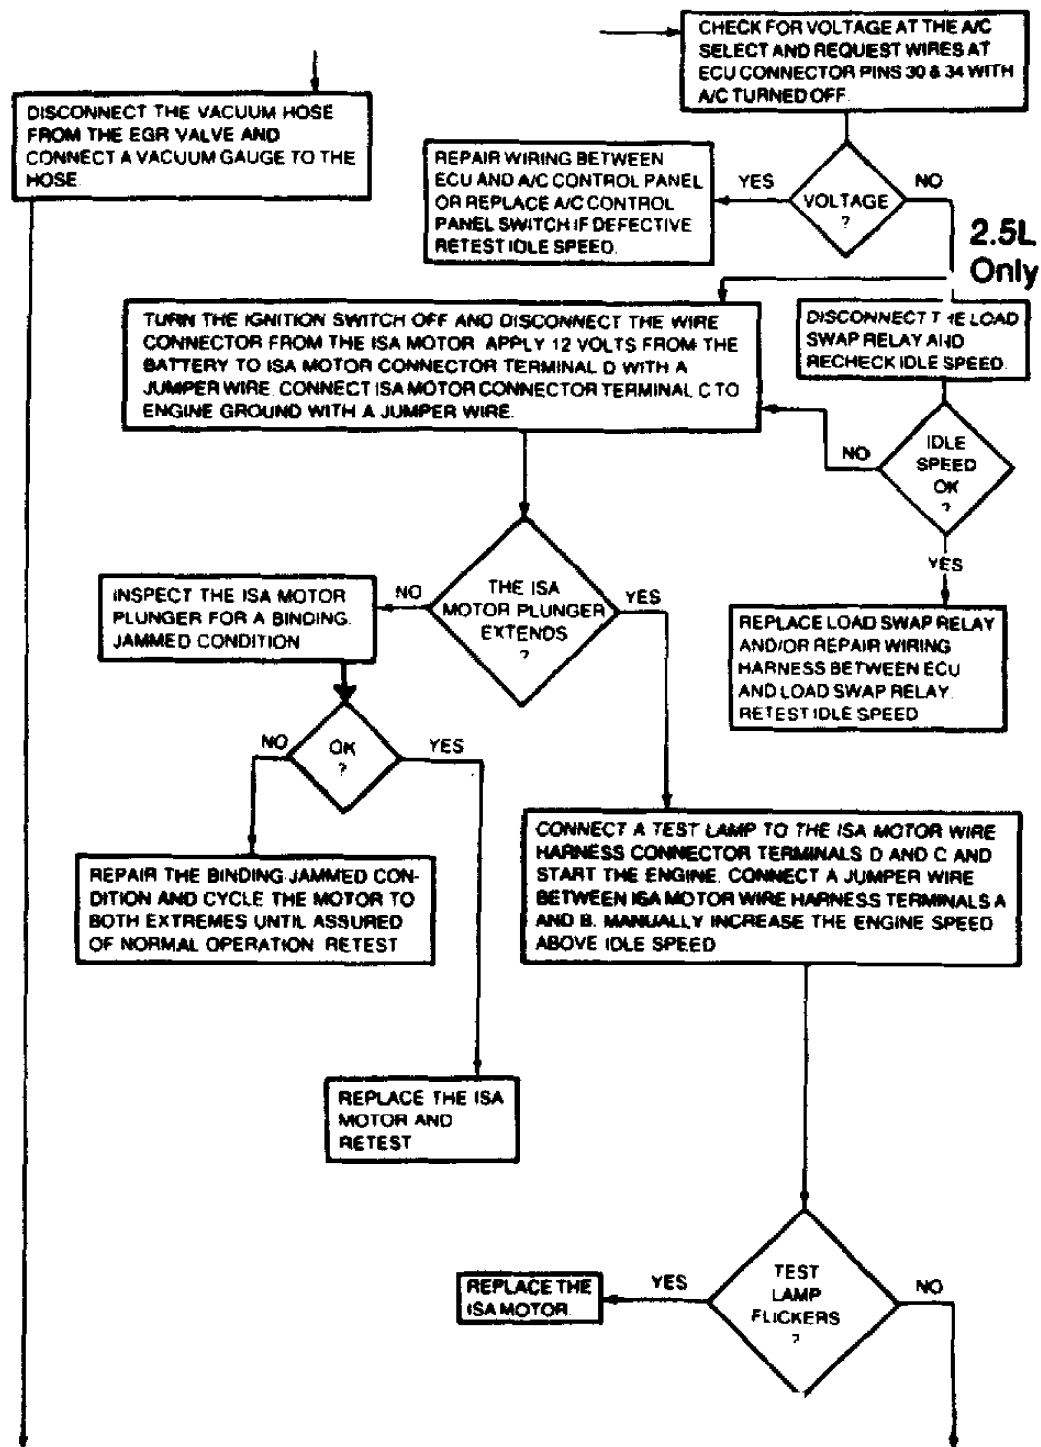 CHECK FOR VOLTAGE AT THE A/C
SELECT AND REQUEST WIRES AT
ECU CONNECTOR PINS 30 & 34 WITH
A/C TURNED OFF.
DISCONNECT THE VACUUM HOSE
FROM THE EGR VALVE AND
CONNECT A VACUUM GAUGE TO THE
HOSE.
REPAIR WIRING BETWEEN
ECU AND A/C CONTROL PANEL
OR REPLACE A/C CONTROL
PANEL SWITCH IF DEFECTIVE
RETEST IDLE SPEED.
YES
VOLTAGE
?
NO
2.5L
Only
TURN THE IGNITION SWITCH OFF AND DISCONNECT THE WIRE
CONNECTOR FROM THE ISA MOTOR APPLY 12 VOLTS FROM THE
BATTERY TO ISA MOTOR CONNECTOR TERMINAL D WITH A
JUMPER WIRE. CONNECT ISA MOTOR CONNECTOR TERMINAL C TO
ENGINE GROUND WITH A JUMPER WIRE.
DISCONNECT THE LOAD
SWAP RELAY AND
RECHECK IDLE SPEED.
NO
IDLE
SPEED
OK
?
YES
REPLACE LOAD SWAP RELAY
AND/OR REPAIR WIRING
HARNESS BETWEEN ECU
AND LOAD SWAP RELAY.
RETEST IDLE SPEED
INSPECT THE ISA MOTOR
PLUNGER FOR A BINDING.
JAMMED CONDITION
NO
THE ISA
MOTOR PLUNGER
EXTENDS
?
YES
NO
OK
?
YES
REPAIR THE BINDING JAMMED CON-
DITION AND CYCLE THE MOTOR TO
BOTH EXTREMES UNTIL ASSURED
OF NORMAL OPERATION RETEST
CONNECT A TEST LAMP TO THE ISA MOTOR WIRE
HARNESS CONNECTOR TERMINALS D AND C AND
START THE ENGINE. CONNECT A JUMPER WIRE
BETWEEN ISA MOTOR WIRE HARNESS TERMINALS A
AND B. MANUALLY INCREASE THE ENGINE SPEED
ABOVE IDLE SPEED
REPLACE THE ISA
MOTOR AND
RETEST
REPLACE THE
ISA MOTOR.
YES
TEST
LAMP
FLICKERS
?
NO